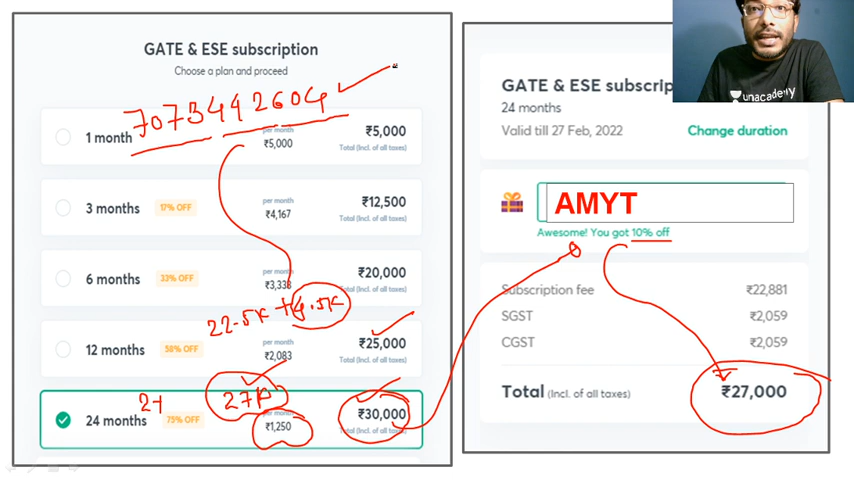 GATE & ESE subscription
Choose a plan and proceed
7073442604
1 month
per month
₹5,000
₹5,000
Total (Incl. of all taxes)
3 months
17% OFF
per month
₹4,167
₹12,500
Total (Incl. of all taxes)
6 months
33% OFF
per month
₹20,000
Total (Incl. of all taxes)
22.5K + 4.5K
12 months
58% OFF
per month
₹2,083
₹25,000
Total (Incl. of all taxes)
27K
24 months
75% OFF
per month
₹1,250
₹30,000
Total (Incl. of all taxes)
GATE & ESE
24 months
Valid till 27 Feb, 2022
Change duration
AMYT
Awesome! You got 10% off
Subscription fee
₹22,881
SGST
₹2,059
CGST
₹2,059
Total (Incl. of all taxes)
₹27,000
unacademy